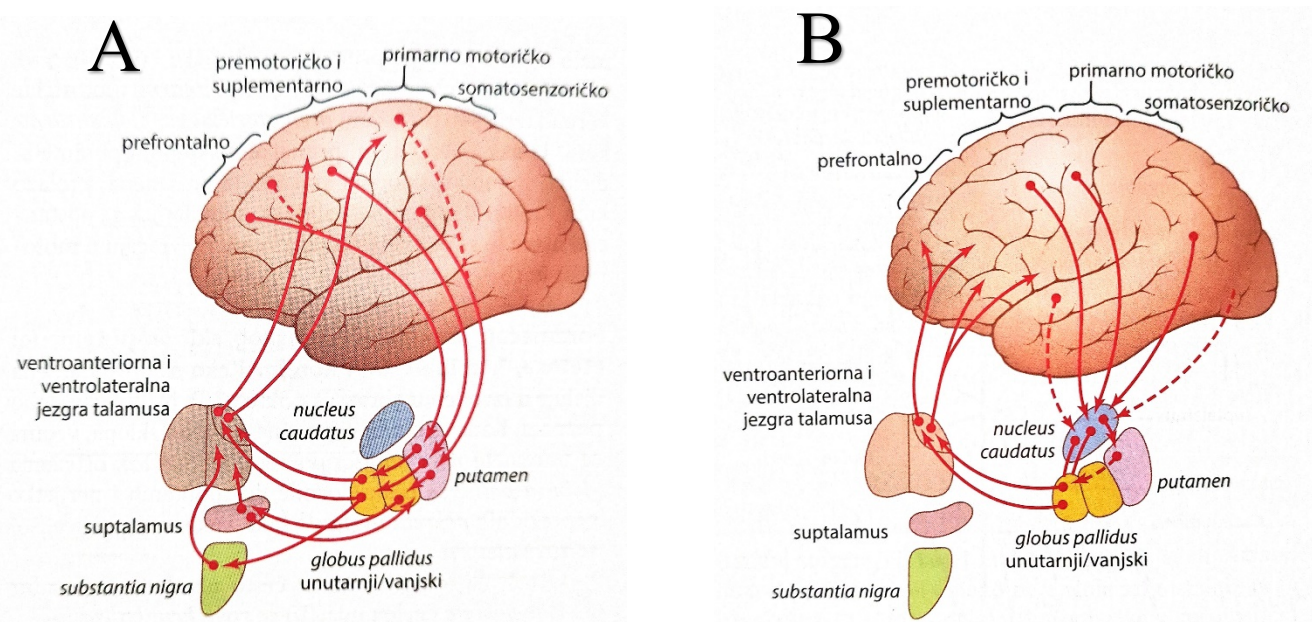 A
premotoričko i
suplementarno
primarno motoričko
somatosenzoričko
prefrontalno
ventroanteriorna i
ventrolateralna
jezgra talamusa
nucleus
caudatus
putamen
suptalamus
globus pallidus
unutarnji/vanjski
substantia nigra
B
premotoričko i
suplementarno
primarno motoričko
somatosenzoričko
prefrontalno
ventroanteriorna i
ventrolateralna
jezgra talamusa
nucleus
caudatus
putamen
suptalamus
globus pallidus
unutarnji/vanjski
substantia nigra